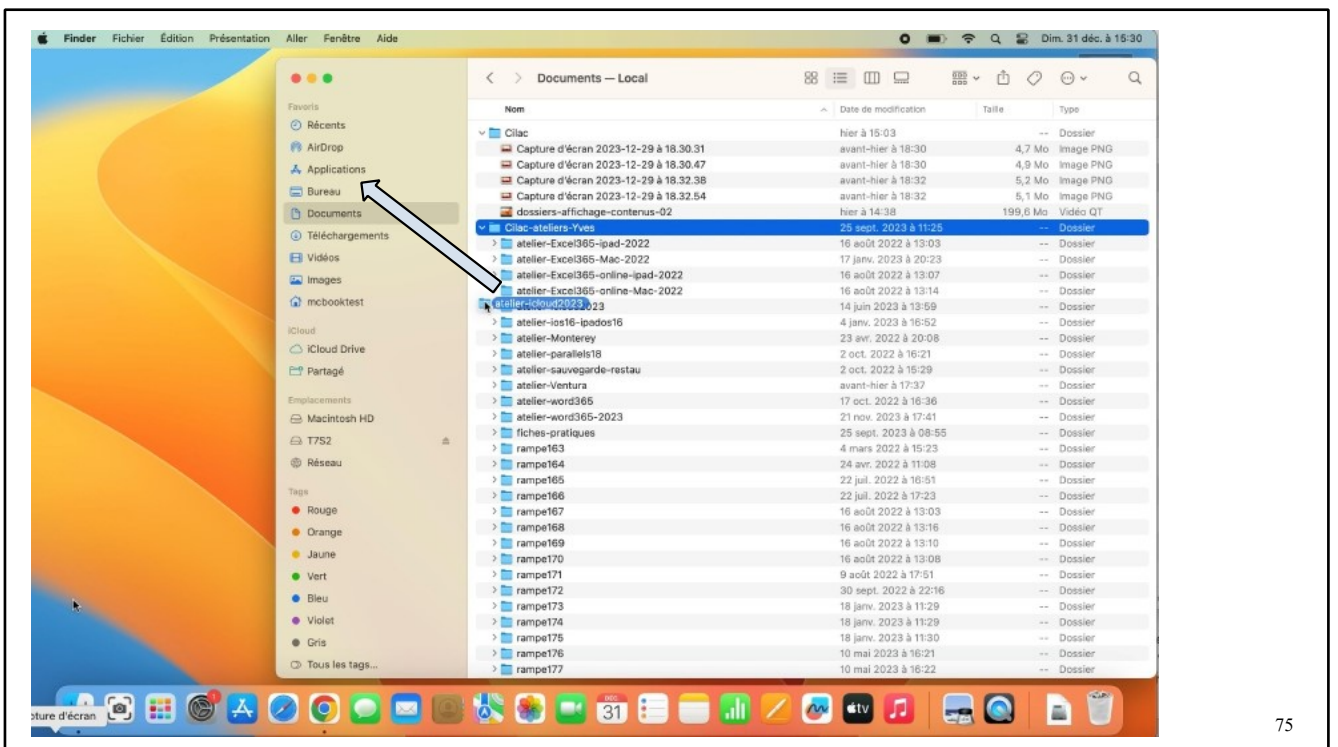 Finder Fichier Édition Présentation Aller Fenêtre Aide Dim. 31 déc. à 15:30
Documents — Local
Favoris
Récents
AirDrop
Applications
Bureau
Documents
Téléchargements
Vidéos
Images
mcbooktest
iCloud
iCloud Drive
Partagé
Emplacements
Macintosh HD
T7S2
Réseau
Tags
Rouge
Orange
Jaune
Vert
Bleu
Violet
Gris
Tous les tags...
Nom Date de modification Taille Type
Cilac hier à 15:03 -- Dossier
Capture d'écran 2023-12-29 à 18.30.31 avant-hier à 18:30 4,7 Mo Image PNG
Capture d'écran 2023-12-29 à 18.30.47 avant-hier à 18:30 4,9 Mo Image PNG
Capture d'écran 2023-12-29 à 18.32.38 avant-hier à 18:32 5,2 Mo Image PNG
Capture d'écran 2023-12-29 à 18.32.54 avant-hier à 18:32 5,1 Mo Image PNG
dossiers-affichage-contenus-02 hier à 14:38 199,6 Mo Vidéo QT
Cilac-ateliers-Yves 25 sept. 2023 à 11:25 -- Dossier
atelier-Excel365-ipad-2022 16 août 2022 à 13:03 -- Dossier
atelier-Excel365-Mac-2022 17 janv. 2023 à 20:23 -- Dossier
atelier-Excel365-online-ipad-2022 16 août 2022 à 13:07 -- Dossier
atelier-Excel365-online-Mac-2022 16 août 2022 à 13:14 -- Dossier
atelier-icloud2023 023 14 juin 2023 à 13:59 -- Dossier
atelier-ios16-ipados16 4 janv. 2023 à 16:52 -- Dossier
atelier-Monterey 23 avr. 2022 à 20:08 -- Dossier
atelier-parallels18 2 oct. 2022 à 16:21 -- Dossier
atelier-sauvegarde-restau 2 oct. 2022 à 15:29 -- Dossier
atelier-Ventura avant-hier à 17:37 -- Dossier
atelier-word365 17 oct. 2022 à 16:36 -- Dossier
atelier-word365-2023 21 nov. 2023 à 17:41 -- Dossier
fiches-pratiques 25 sept. 2023 à 08:55 -- Dossier
rampe163 4 mars 2022 à 15:23 -- Dossier
rampe164 24 avr. 2022 à 11:08 -- Dossier
rampe165 22 juil. 2022 à 16:51 -- Dossier
rampe166 22 juil. 2022 à 17:23 -- Dossier
rampe167 16 août 2022 à 13:03 -- Dossier
rampe168 16 août 2022 à 13:16 -- Dossier
rampe169 16 août 2022 à 13:10 -- Dossier
rampe170 16 août 2022 à 13:08 -- Dossier
rampe171 9 août 2022 à 17:51 -- Dossier
rampe172 30 sept. 2022 à 22:16 -- Dossier
rampe173 18 janv. 2023 à 11:29 -- Dossier
rampe174 18 janv. 2023 à 11:29 -- Dossier
rampe175 18 janv. 2023 à 11:30 -- Dossier
rampe176 10 mai 2023 à 16:21 -- Dossier
rampe177 10 mai 2023 à 16:22 -- Dossier
pture d'écran
1
31
tv
75